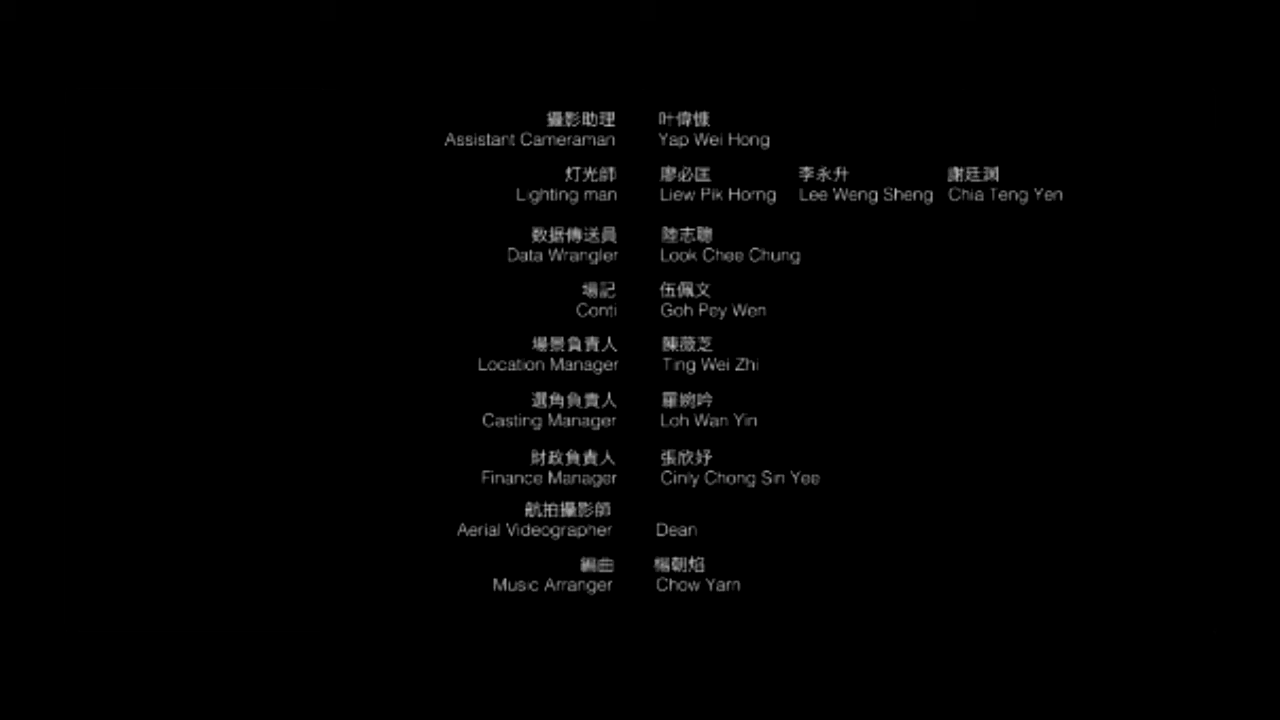 攝影助理 叶偉慷
Assistant Cameraman Yap Wei Hong
灯光師 廖必匡 李永升 謝廷潤
Lighting man Liew Pik Horng Lee Weng Sheng Chia Teng Yen
数据傳送員 陸志聰
Data Wrangler Look Chee Chung
場記 伍佩文
Conti Goh Pey Wen
場景負責人 陳薇芝
Location Manager Ting Wei Zhi
選角負責人 羅婉吟
Casting Manager Loh Wan Yin
財政負責人 張欣妤
Finance Manager Cinly Chong Sin Yee
航拍攝影師
Aerial Videographer Dean
編曲 楊朝焰
Music Arranger Chow Yarn